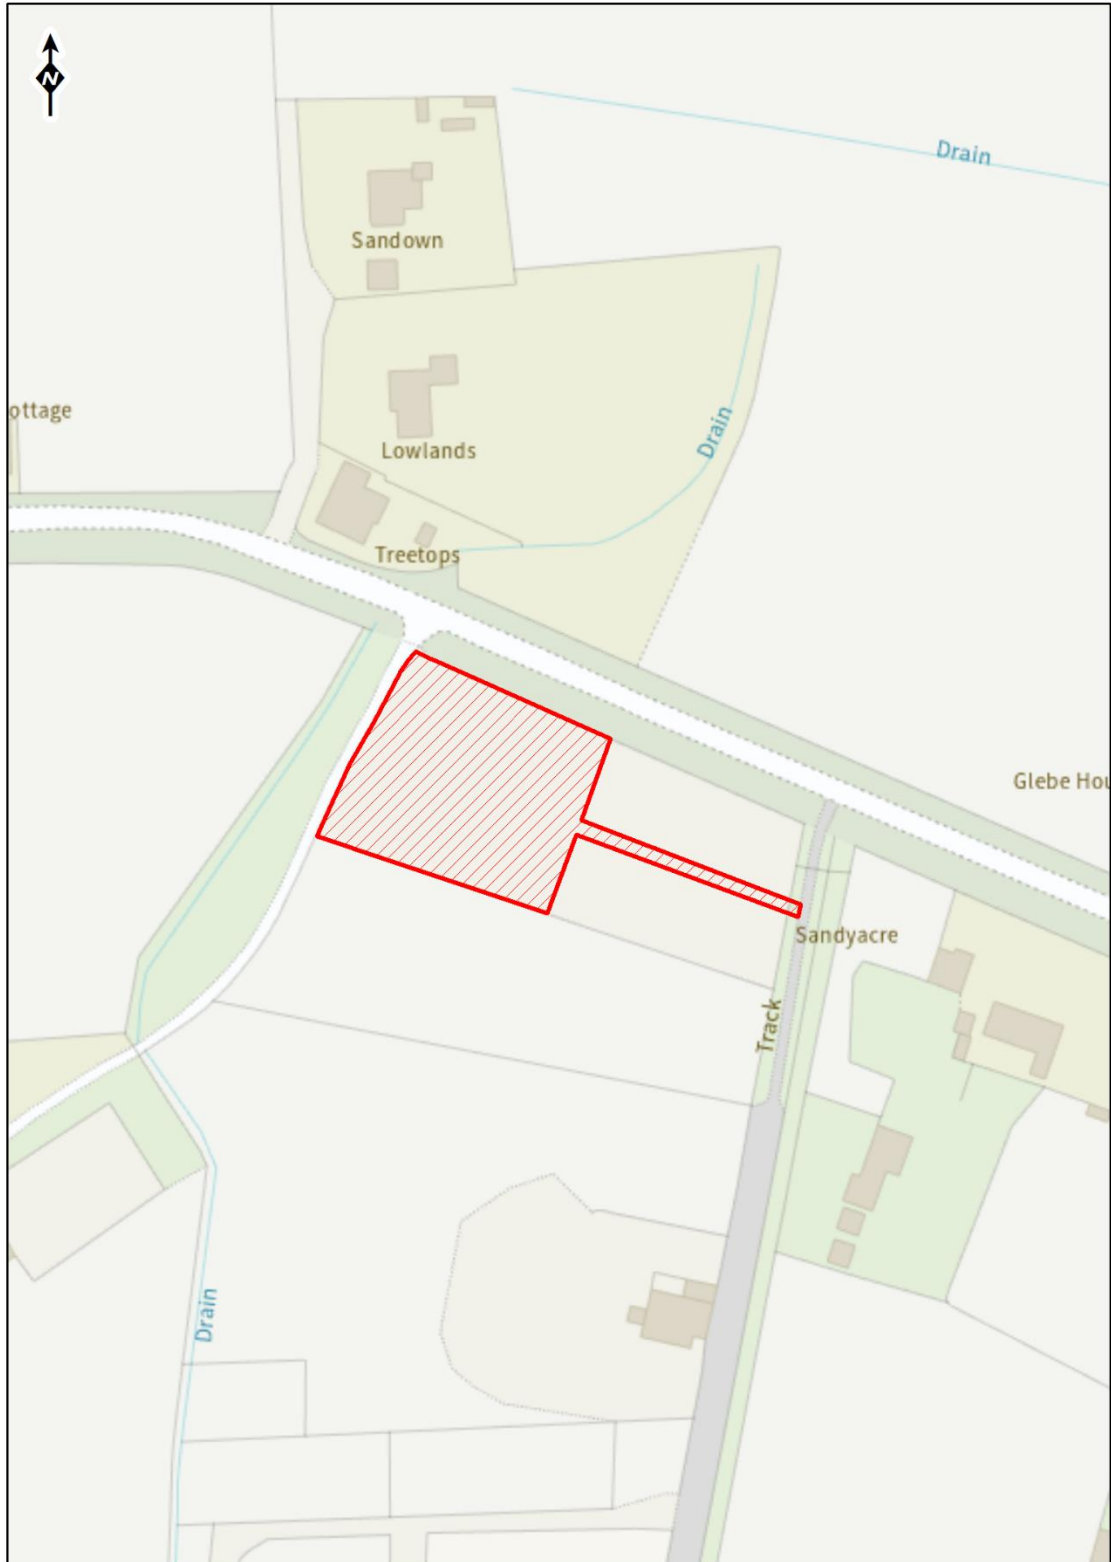 N
Drain
Sandown
ottage
Drain
Lowlands
Treetops
Glebe Hou
Sandyacre
Track
Drain